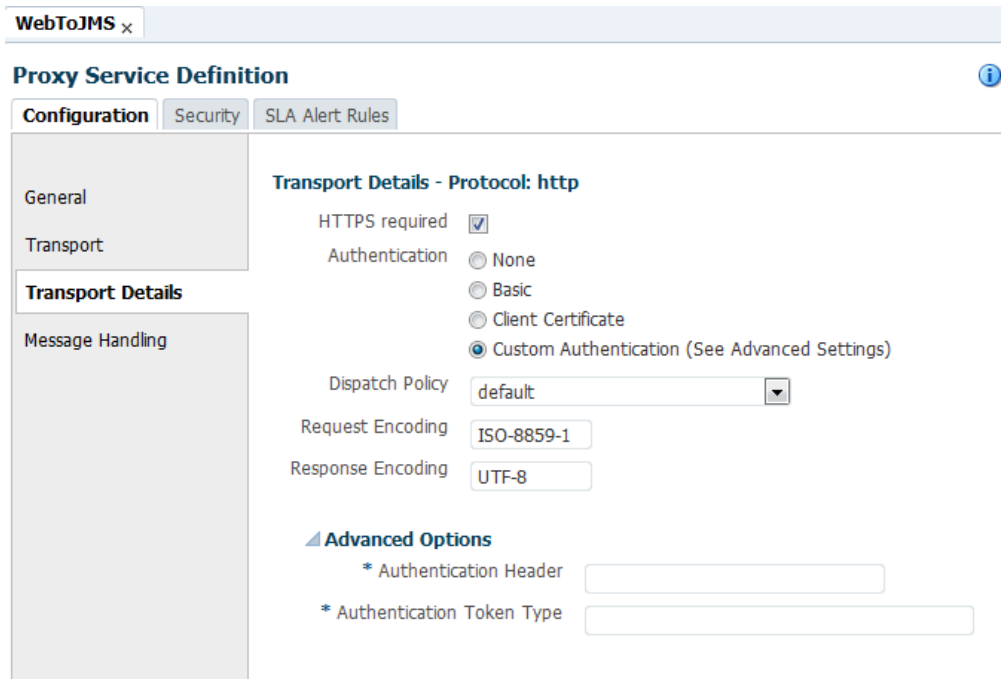 WebToJMS x
Proxy Service Definition
Configuration Security SLA Alert Rules
General
Transport
Transport Details
Message Handling
Transport Details - Protocol: http
HTTPS required
Authentication
None
Basic
Client Certificate
Custom Authentication (See Advanced Settings)
Dispatch Policy default
Request Encoding ISO-8859-1
Response Encoding UTF-8
Advanced Options
* Authentication Header
* Authentication Token Type